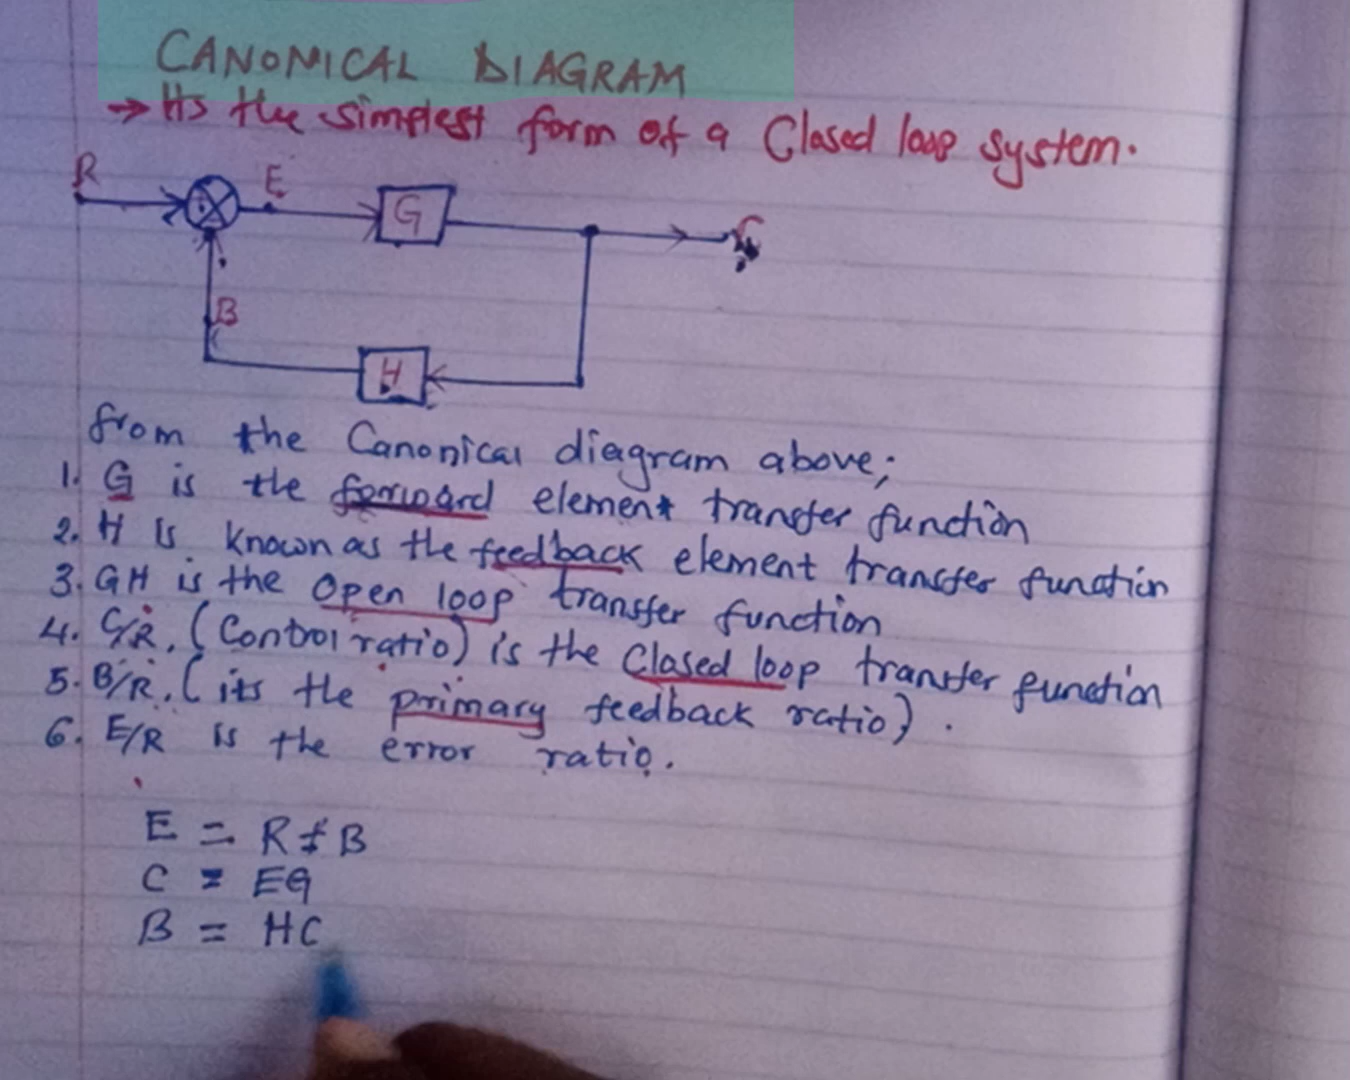 CANONICAL DIAGRAM
→ Its the simplest form of a Closed loop system.
R
E
G
C
B
H
from the Canonical diagram above;
1. G is the forward element transfer function
2. H is known as the feedback element transfer function
3. GH is the open loop transfer function
4. C/R, (Control ratio) is the Closed loop transfer function
5. B/R, (its the primary feedback ratio).
6. E/R is the error ratio.
E = R ± B
C = EG
B = HC